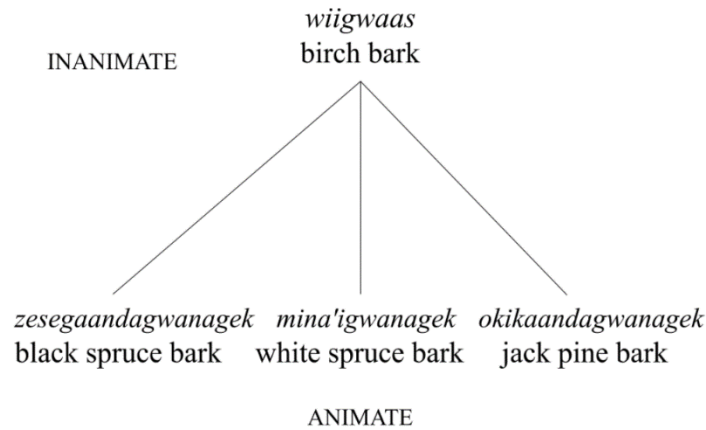 wiigwaas
birch bark
INANIMATE
zesegaandagwanagek mina'igwanagek okikaandagwanagek
black spruce bark white spruce bark jack pine bark
ANIMATE